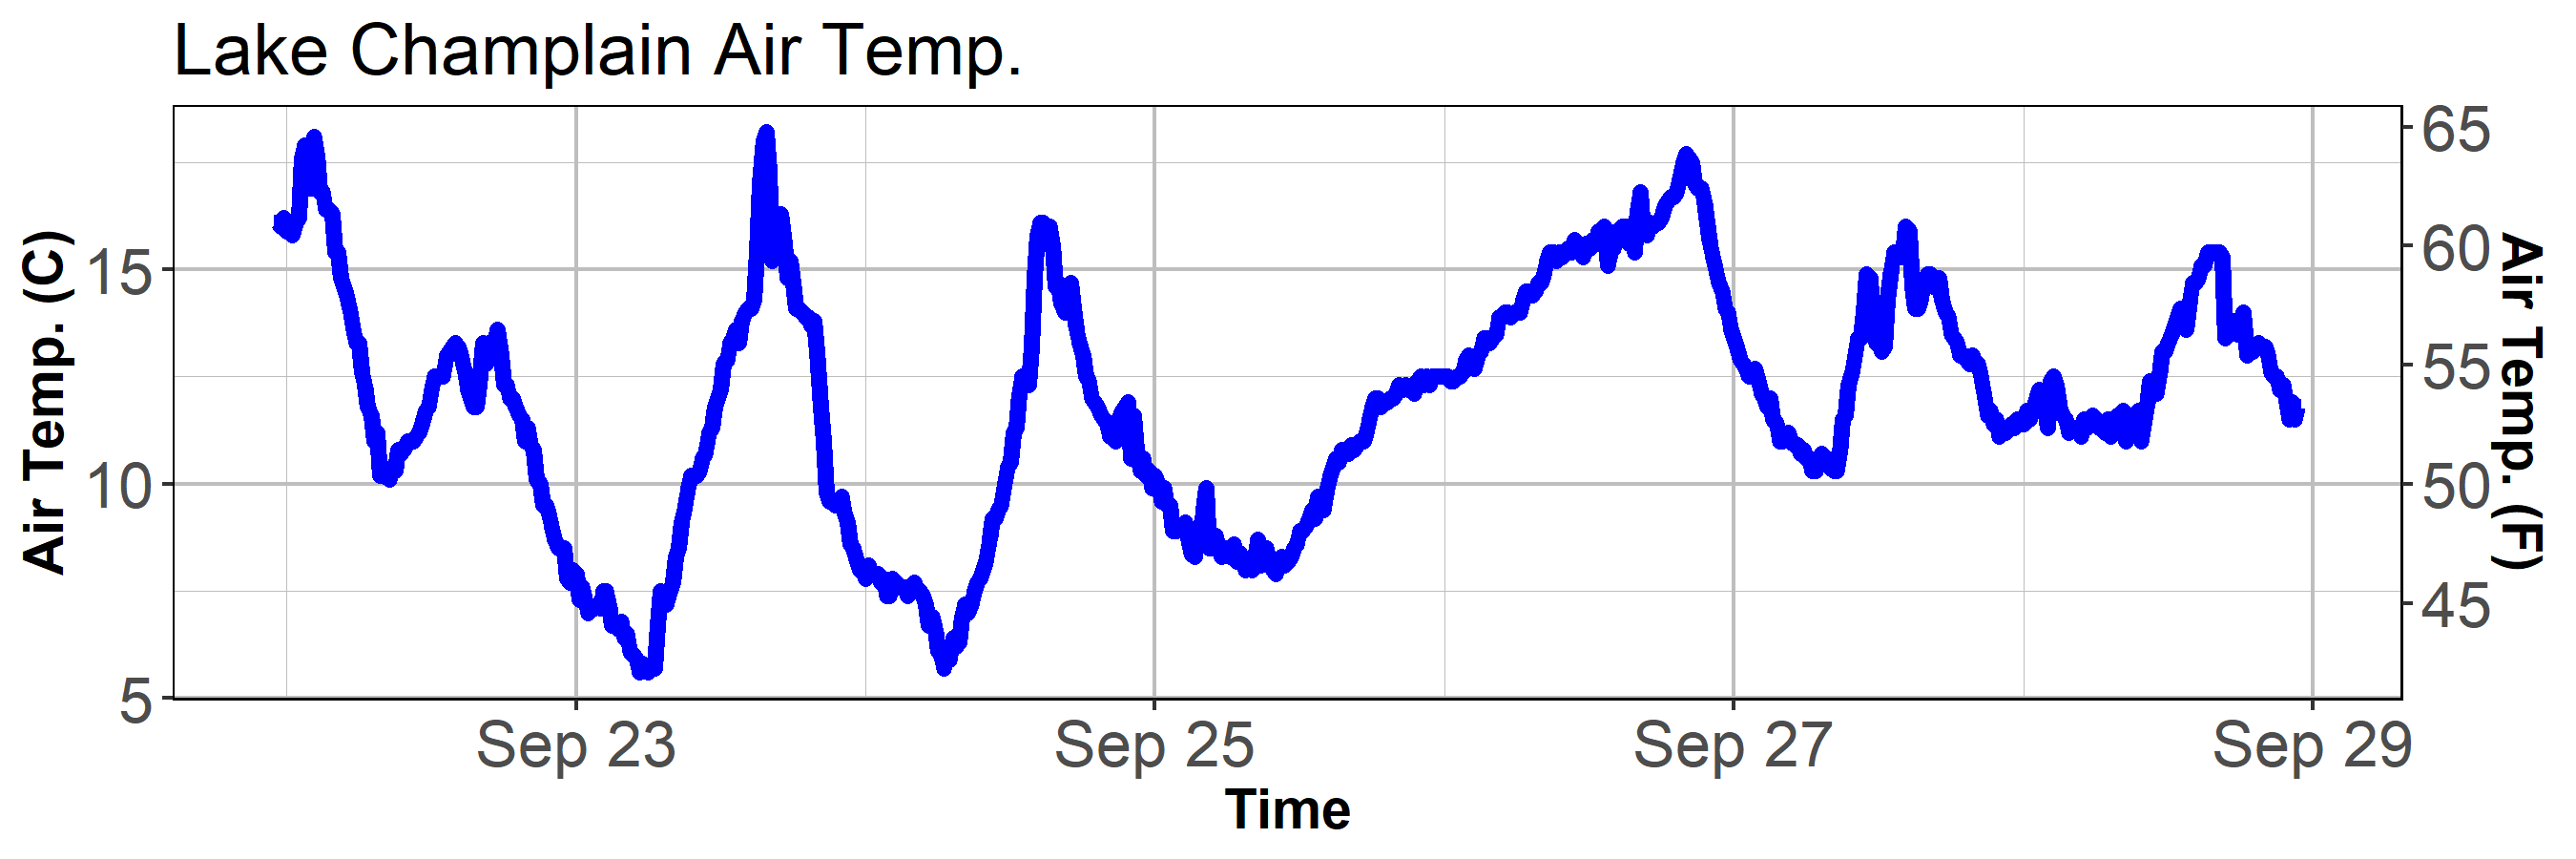 Lake Champlain Air Temp.
Air Temp. (C)
15
10
5
65
60
55
50
45
Air Temp. (F)
Sep 23 Sep 25 Sep 27 Sep 29
Time